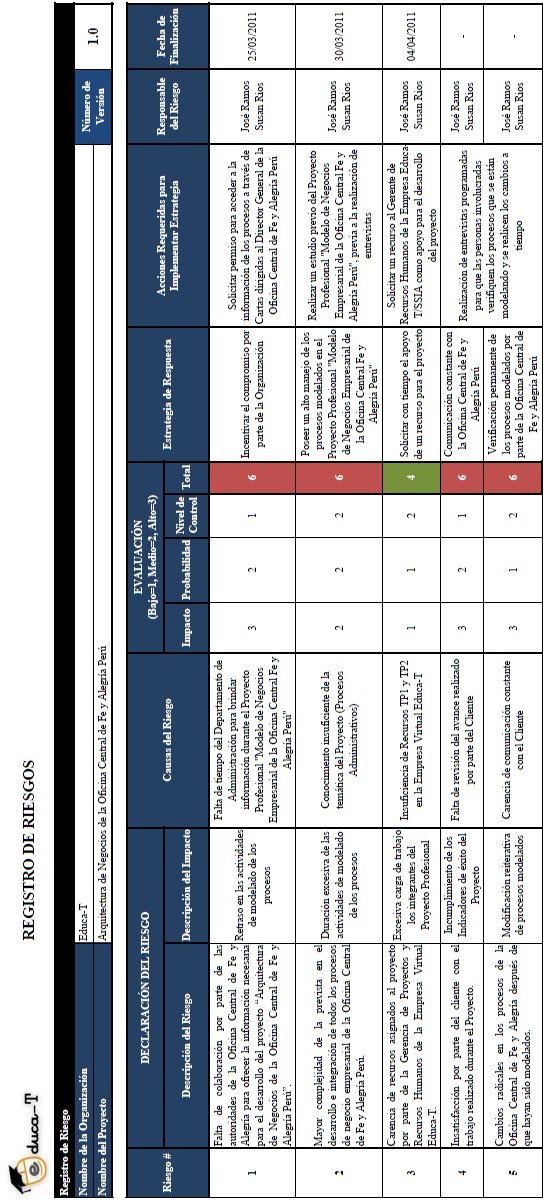 educa-T
REGISTRO DE RIESGOS
Registro de Riesgo
Nombre de la Organización
Educa-T
Número de
Versión
1.0
Nombre del Proyecto
Arquitectura de Negocios de la Oficina Central de Fe y Alegría Perú
Riesgo #
DECLARACIÓN DEL RIESGO
Descripción del Riesgo
Descripción del Impacto
Causas del Riesgo
EVALUACIÓN
(Bajo=1, Medio=2, Alto=3)
Impacto
Probabilidad
Nivel de
Control
Total
Estrategia de Respuesta
Acciones Requeridas para
Implementar Estrategia
Responsable
del Riesgo
Fecha de
Finalización
1
Falta de colaboración por parte de las
autoridades de la Oficina Central de Fe y
Alegría para ofrecer la información necesaria
para el desarrollo del proyecto "Arquitectura
de Negocios de la Oficina Central de Fe y
Alegría Perú".
Retraso en las actividades
de modelado de los
procesos
Falta de tiempo del Departamento de
Administración para brindar
información durante el Proyecto
Profesional "Modelo de Negocios
Empresarial de la Oficina Central Fe y
Alegría Perú"
3
2
1
6
Incentivar el compromiso por
parte de la Organización
Solicitar permiso para acceder a la
información de los procesos a través de
Cartas dirigidas al Director General de la
Oficina Central de Fe y Alegría Perú
José Ramos
Susan Rios
25/03/2011
2
Mayor complejidad de la prevista en el
desarrollo e integración de todos los procesos
de negocio empresarial de la Oficina Central
de Fe y Alegría Perú.
Duración excesiva de las
actividades de modelado
de los procesos
Conocimiento insuficiente de la
temática del Proyecto (Procesos
Administrativos)
2
2
2
6
Poseer un alto manejo de los
procesos modelados en el
Proyecto Profesional "Modelo
de Negocios Empresarial de
la Oficina Central Fe y
Alegría Perú"
Realizar un estudio previo del Proyecto
Profesional "Modelo de Negocios
Empresarial de la Oficina Central Fe y
Alegría Perú", previa a la realización de
entrevistas
José Ramos
Susan Rios
30/03/2011
3
Carencia de recursos asignados al proyecto
por parte de la Gerencia de Proyectos y
Recursos Humanos de la Empresa Virtual
Educa-T.
Excesiva carga de trabajo
los integrantes del
Proyecto Profesional
Insuficiencia de Recursos TP1 y TP2
en la Empresa Virtual Educa-T
1
1
2
4
Solicitar con tiempo el apoyo
de un recurso para el proyecto
Solicitar un recurso al Gerente de
Recursos Humanos de la Empresa Educa-
T/SSIA como apoyo para el desarrollo
del proyecto
José Ramos
Susan Rios
04/04/2011
4
Insatisfacción por parte del cliente con el
trabajo realizado durante el Proyecto.
Incumplimiento de los
Indicadores de éxito del
Proyecto
Falta de revisión del avance realizado
por parte del Cliente
3
2
1
6
Comunicación constante con
la Oficina Central de Fe y
Alegría Perú
Realización de entrevistas programadas
para que las personas involucradas
verifiquen los procesos que se están
modelando y se realicen los cambios a
tiempo
José Ramos
Susan Rios
-
5
Cambios radicales en los procesos de la
Oficina Central de Fe y Alegría después de
que hayan sido modelados.
Modificación reiterativa
de procesos modelados
Carencia de comunicación constante
con el Cliente
3
1
2
6
Verificación permanente de
los procesos modelados por
parte de la Oficina Central de
Fe y Alegría Perú
José Ramos
Susan Rios
-